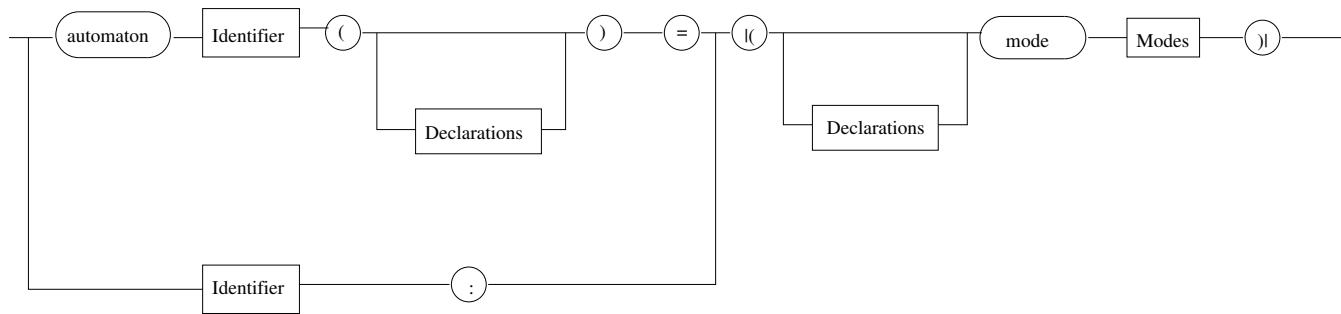 automaton Identifier ( ) = |( mode Modes )|
Declarations Declarations
Identifier :